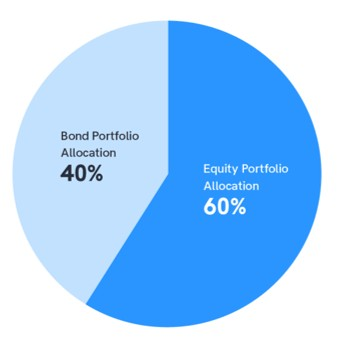 Bond Portfolio
Allocation
40%
Equity Portfolio
Allocation
60%